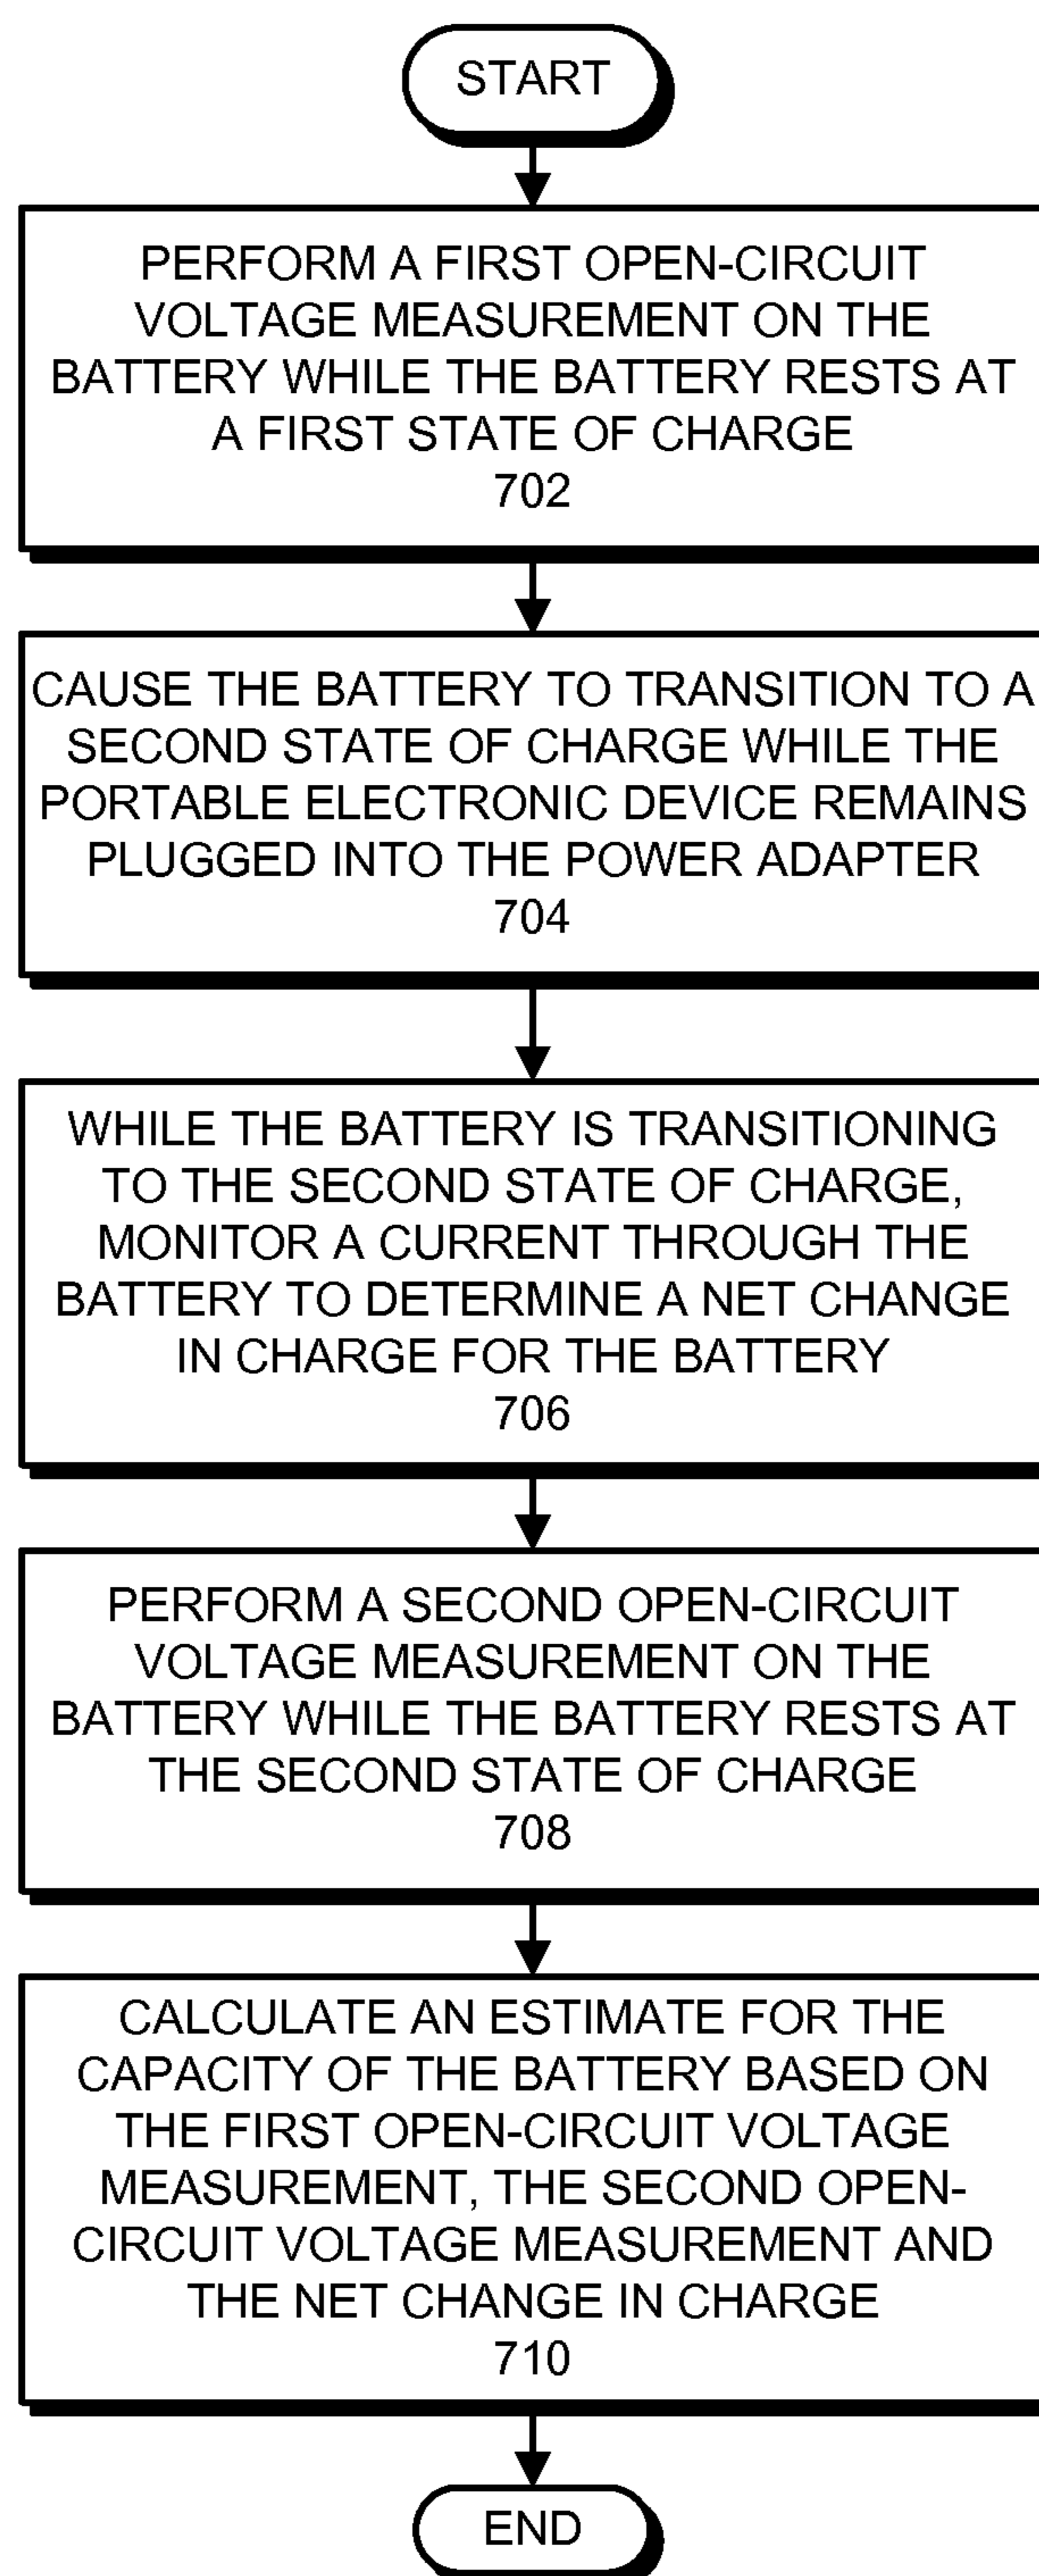 START
PERFORM A FIRST OPEN-CIRCUIT
VOLTAGE MEASUREMENT ON THE
BATTERY WHILE THE BATTERY RESTS AT
A FIRST STATE OF CHARGE
702
CAUSE THE BATTERY TO TRANSITION TO A
SECOND STATE OF CHARGE WHILE THE
PORTABLE ELECTRONIC DEVICE REMAINS
PLUGGED INTO THE POWER ADAPTER
704
WHILE THE BATTERY IS TRANSITIONING
TO THE SECOND STATE OF CHARGE,
MONITOR A CURRENT THROUGH THE
BATTERY TO DETERMINE A NET CHANGE
IN CHARGE FOR THE BATTERY
706
PERFORM A SECOND OPEN-CIRCUIT
VOLTAGE MEASUREMENT ON THE
BATTERY WHILE THE BATTERY RESTS AT
THE SECOND STATE OF CHARGE
708
CALCULATE AN ESTIMATE FOR THE
CAPACITY OF THE BATTERY BASED ON
THE FIRST OPEN-CIRCUIT VOLTAGE
MEASUREMENT, THE SECOND OPEN-
CIRCUIT VOLTAGE MEASUREMENT AND
THE NET CHANGE IN CHARGE
710
END